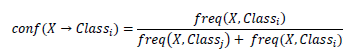 conf(X → Class_i) = freq(X, Class_i) / (freq(X, Class_j) + freq(X, Class_i))